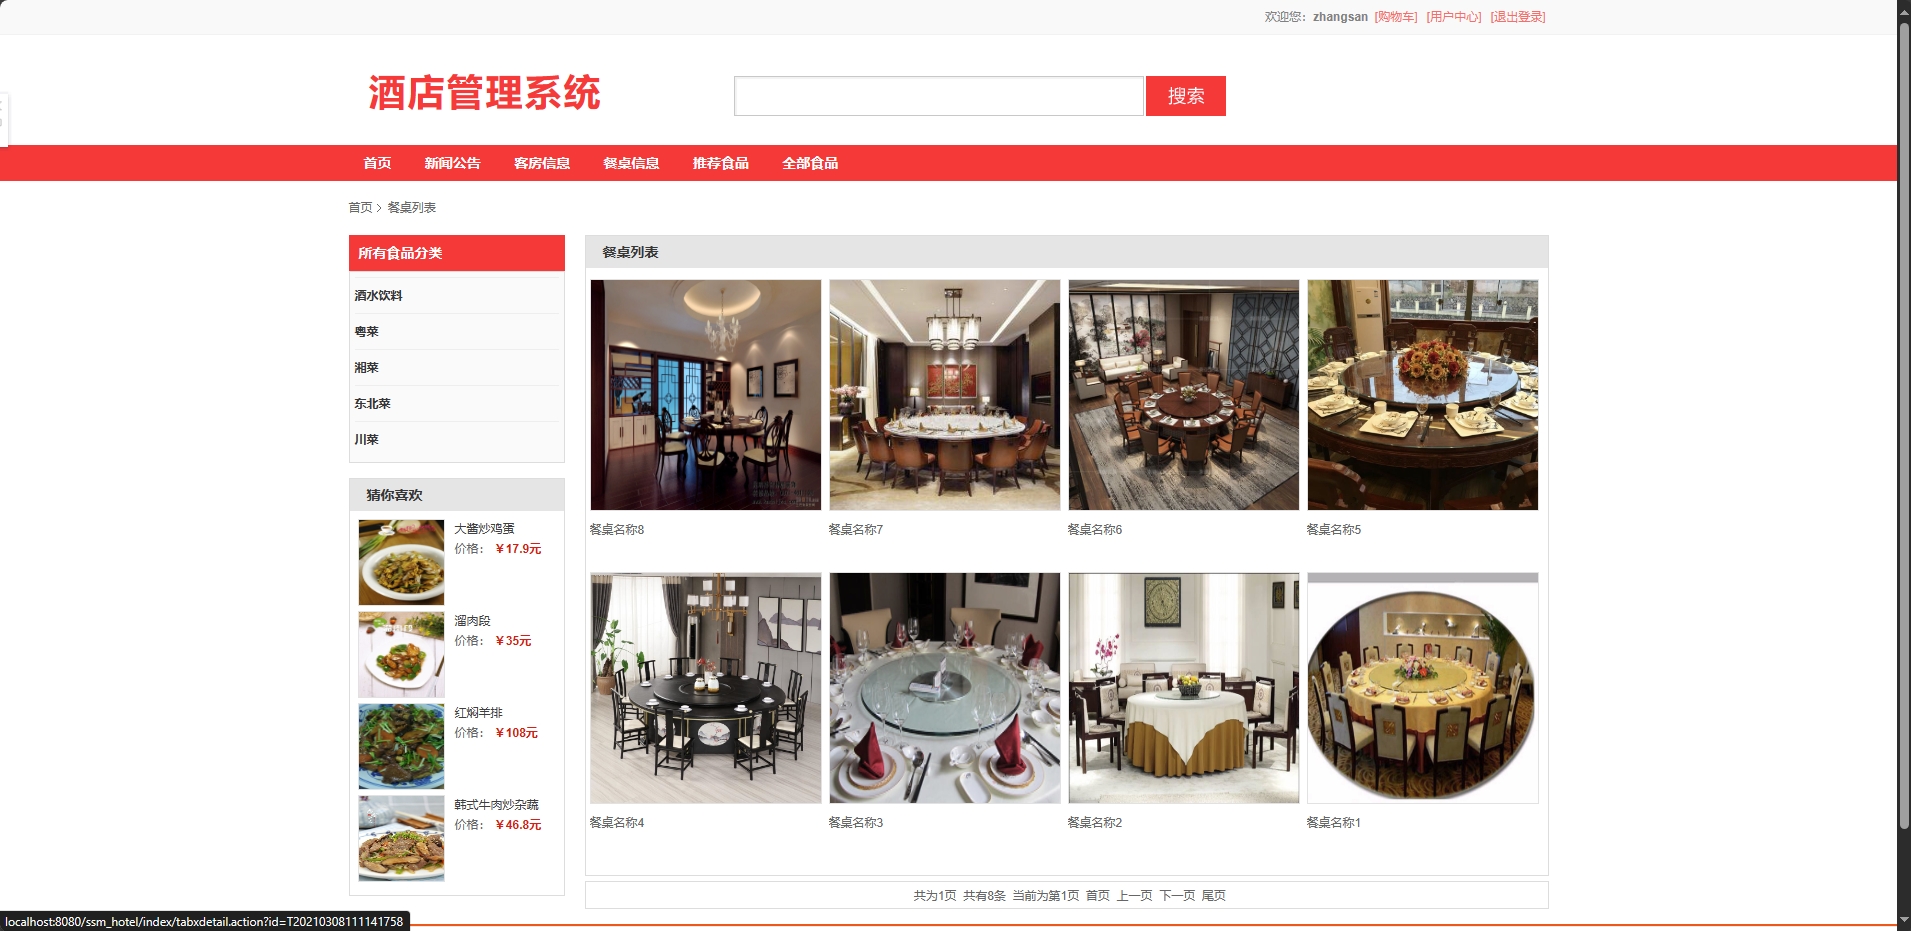 欢迎您：zhangsan [购物车] [用户中心] [退出登录]
酒店管理系统
搜索
首页 新闻公告 客房信息 餐桌信息 推荐食品 全部食品
首页 > 餐桌列表
所有食品分类
酒水饮料
粤菜
湘菜
东北菜
川菜
猜你喜欢
大酱炒鸡蛋
价格：￥17.9元
溜肉段
价格：￥35元
红焖羊排
价格：￥108元
韩式牛肉炒杂蔬
价格：￥46.8元
餐桌列表
餐桌名称8 餐桌名称7 餐桌名称6 餐桌名称5
餐桌名称4 餐桌名称3 餐桌名称2 餐桌名称1
共为1页 共有8条 当前为第1页 首页 上一页 下一页 尾页
localhost:8080/ssm_hotel/index/tabxdetail.action?id=T20210308111141758